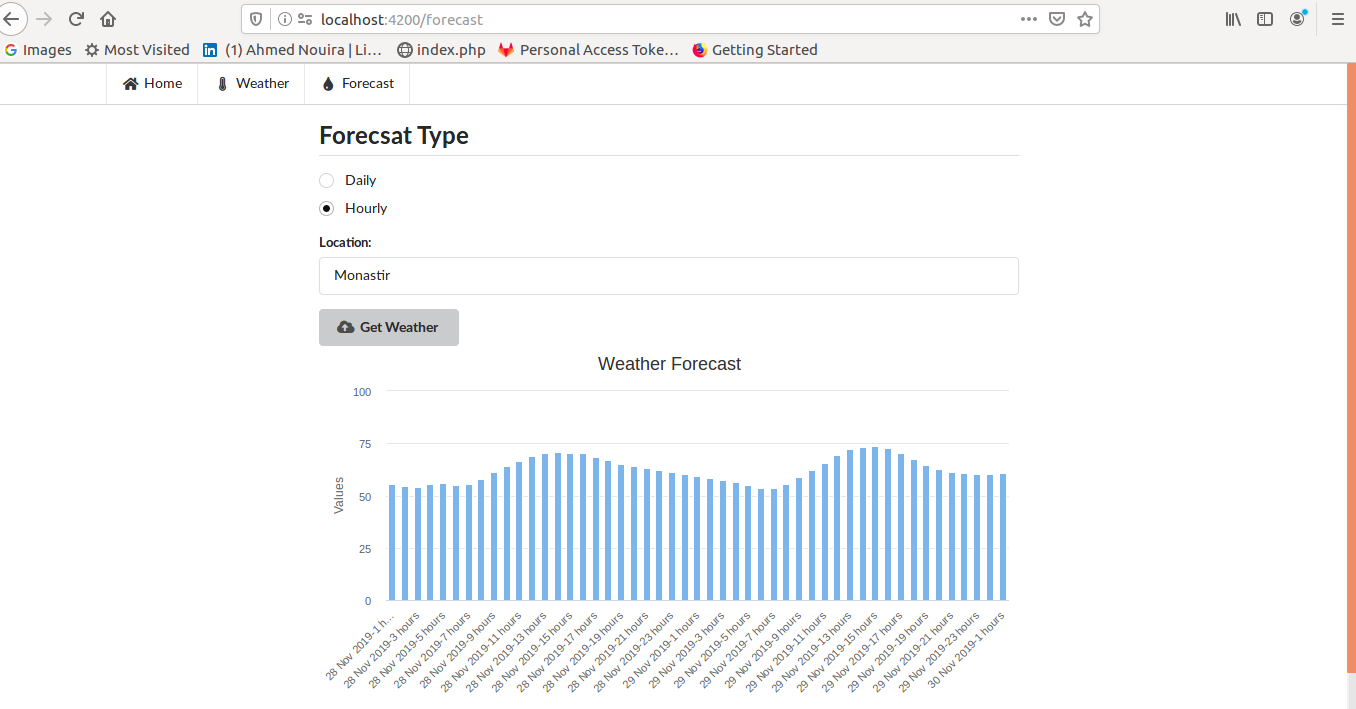 localhost:4200/forecast
Images Most Visited (1) Ahmed Nouira | Li... index.php Personal Access Toke... Getting Started
Home Weather Forecast
Forecsat Type
Daily
Hourly
Location:
Monastir
Get Weather
Weather Forecast
100
75
50
25
0
Values
28 Nov 2019-1 h...
28 Nov 2019-3 hours
28 Nov 2019-5 hours
28 Nov 2019-7 hours
28 Nov 2019-9 hours
28 Nov 2019-11 hours
28 Nov 2019-13 hours
28 Nov 2019-15 hours
28 Nov 2019-17 hours
28 Nov 2019-19 hours
28 Nov 2019-21 hours
28 Nov 2019-23 hours
29 Nov 2019-1 hours
29 Nov 2019-3 hours
29 Nov 2019-5 hours
29 Nov 2019-7 hours
29 Nov 2019-9 hours
29 Nov 2019-11 hours
29 Nov 2019-13 hours
29 Nov 2019-15 hours
29 Nov 2019-17 hours
29 Nov 2019-19 hours
29 Nov 2019-21 hours
29 Nov 2019-23 hours
30 Nov 2019-1 hours